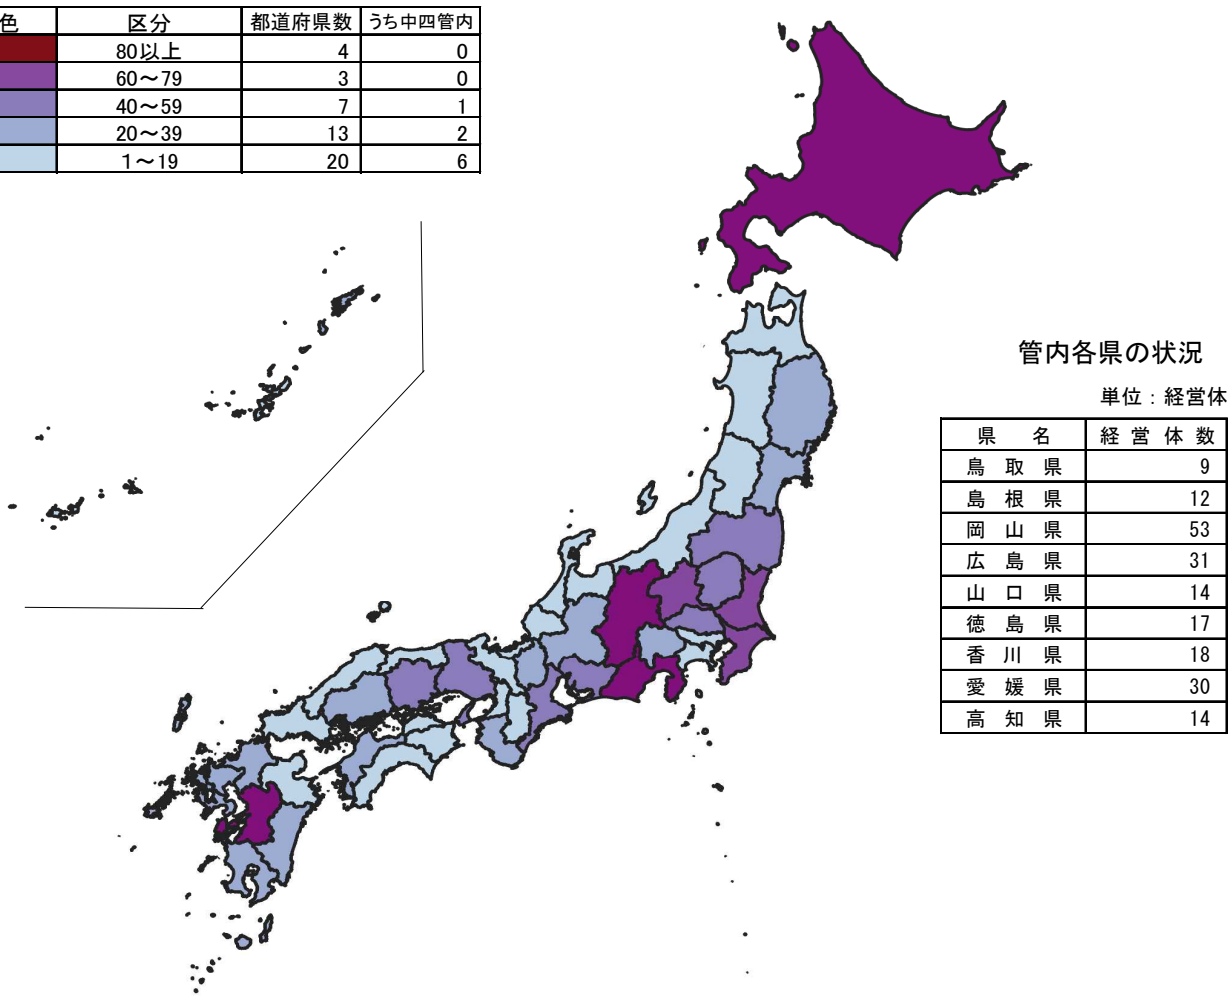 色 区分 都道府県数 うち中四管内
80以上 4 0
60～79 3 0
40～59 7 1
20～39 13 2
1～19 20 6
管内各県の状況
単位：経営体
県名 経営体数
鳥取県 9
島根県 12
岡山県 53
広島県 31
山口県 14
徳島県 17
香川県 18
愛媛県 30
高知県 14